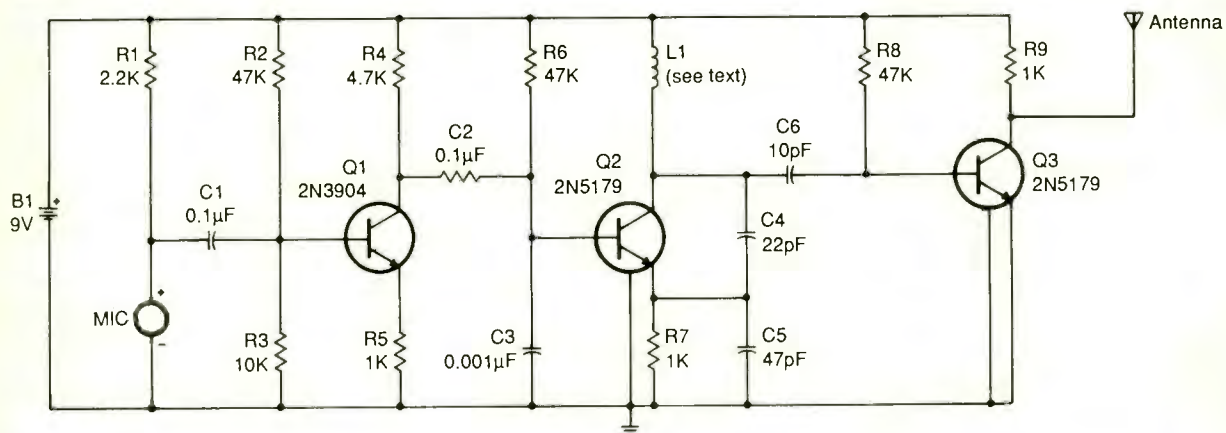 Antenna
R1
2.2K
R2
47K
R4
4.7K
R6
47K
L1
(see text)
R8
47K
R9
1K
C2
0.1µF
C6
10pF
Q1
2N3904
Q2
2N5179
Q3
2N5179
C1
0.1µF
B1
9V
+
C4
22pF
MIC
+
-
R3
10K
R5
1K
C3
0.001µF
R7
1K
C5
47pF